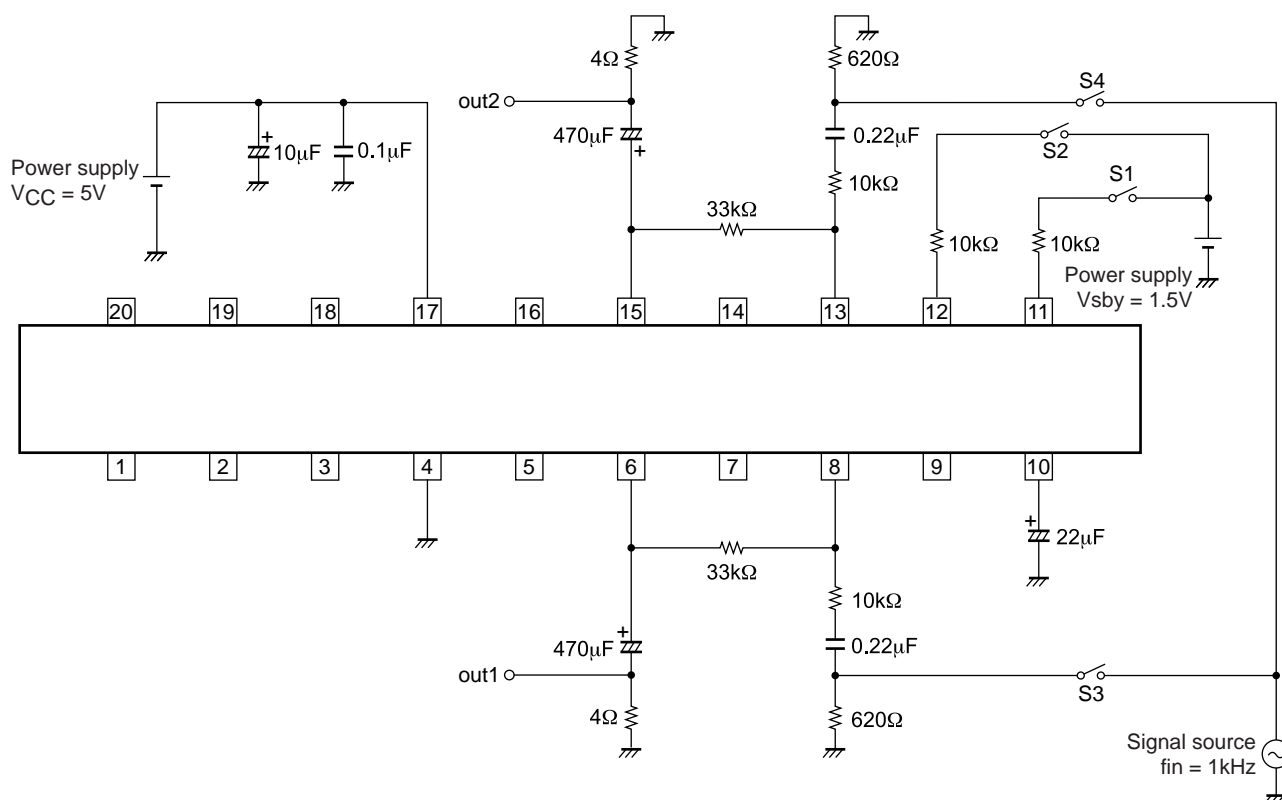 4Ω
620Ω
out2
S4
470μF
0.22μF
S2
10μF
0.1μF
Power supply
VCC = 5V
10kΩ
S1
33kΩ
10kΩ
10kΩ
Power supply
Vsby = 1.5V
20
19
18
17
16
15
14
13
12
11
1
2
3
4
5
6
7
8
9
10
22μF
33kΩ
10kΩ
470μF
0.22μF
out1
S3
4Ω
620Ω
Signal source
fin = 1kHz